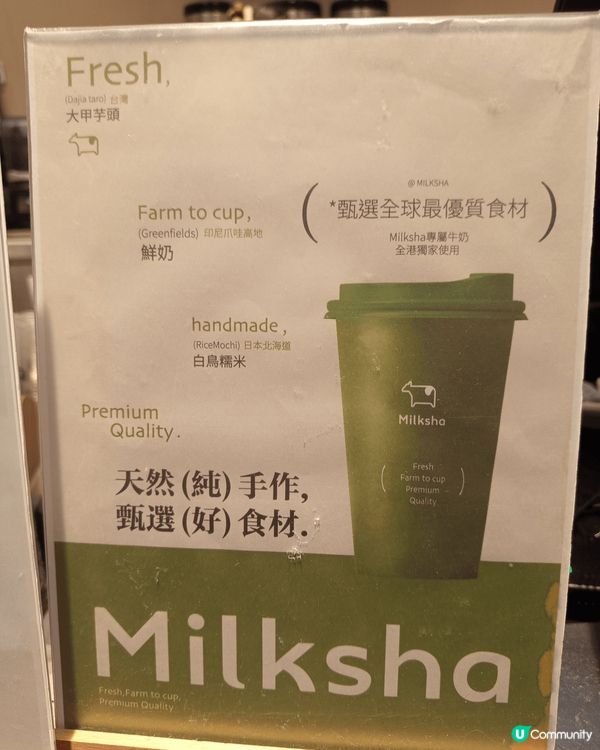 Fresh,
(Dajia taro) 台灣
大甲芋頭
@ MILKSHA
*甄選全球最優質食材
Milksha專屬牛奶
全港獨家使用
Farm to cup,
(Greenfields) 印尼爪哇高地
鮮奶
handmade,
(RiceMochi) 日本北海道
白鳥糯米
Premium
Quality.
Milksha
Fresh
Farm to cup
Premium
Quality
天然(純)手作,
甄選(好)食材.
Milksha
Fresh,Farm to cup,
Premium Quality
U Community